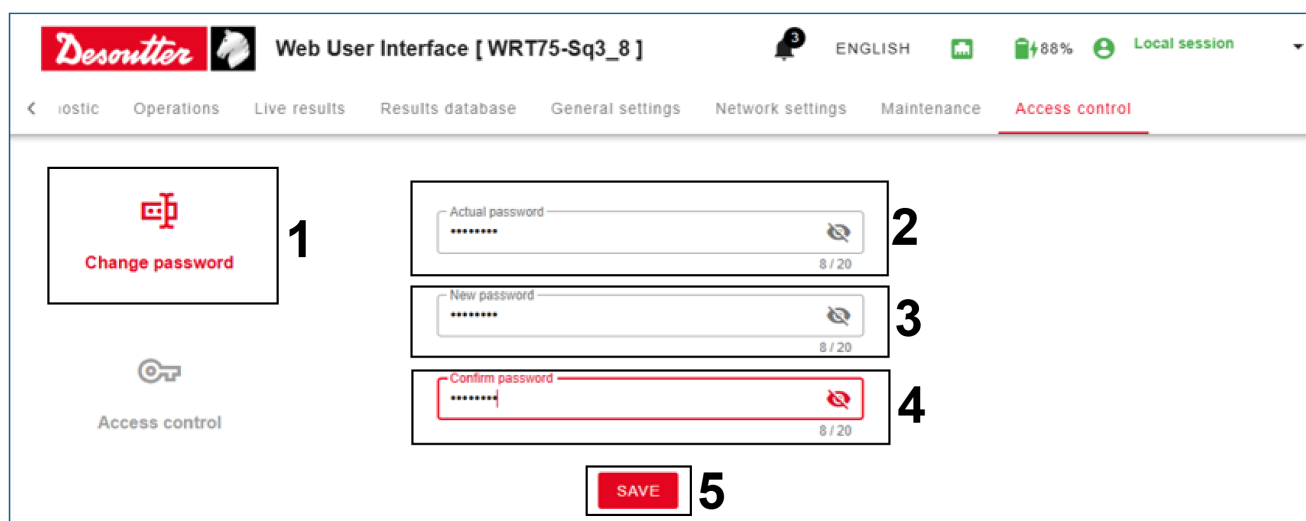 Desoutter Web User Interface [ WRT75-Sq3_8 ] 3 ENGLISH 88% Local session
nostic Operations Live results Results database General settings Network settings Maintenance Access control
1
Change password
Access control
Actual password
••••••••
8 / 20
2
New password
••••••••
8 / 20
3
Confirm password
••••••••
8 / 20
4
SAVE
5